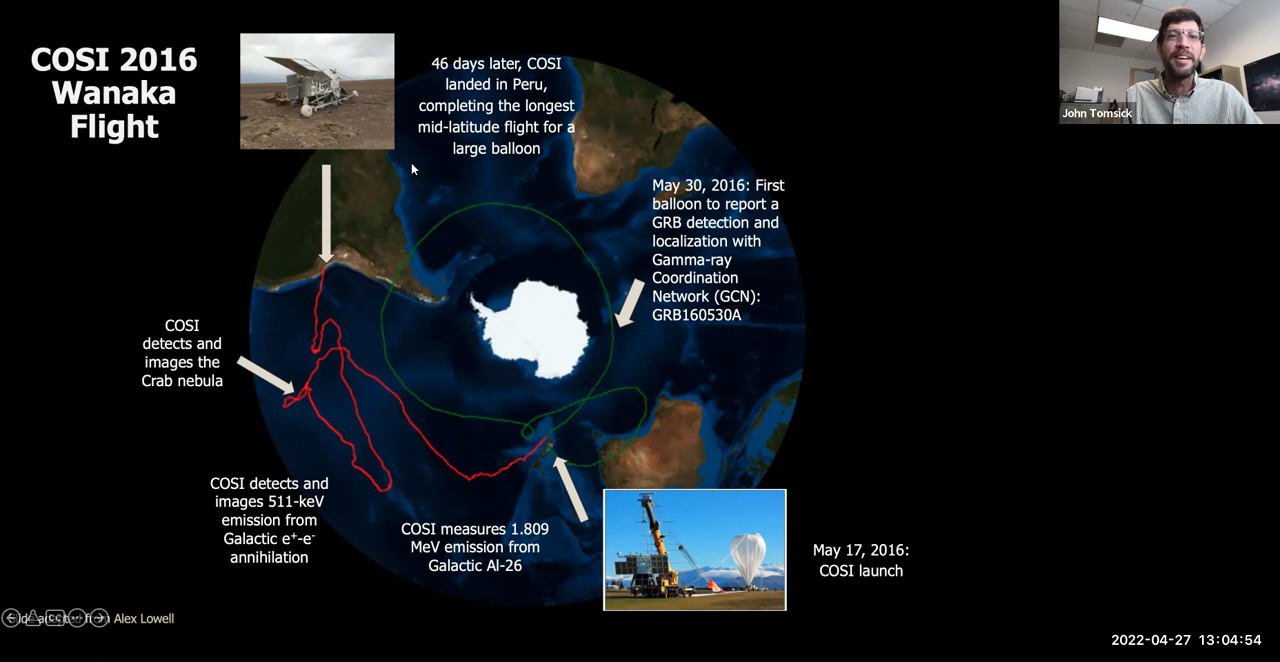 COSI 2016
Wanaka
Flight
46 days later, COSI
landed in Peru,
completing the longest
mid-latitude flight for a
large balloon
John Tomsick
May 30, 2016: First
balloon to report a
GRB detection and
localization with
Gamma-ray
Coordination
Network (GCN):
GRB160530A
COSI
detects and
images the
Crab nebula
COSI detects and
images 511-keV
emission from
Galactic e⁺-e⁻
annihilation
COSI measures 1.809
MeV emission from
Galactic Al-26
May 17, 2016:
COSI launch
Alex Lowell
2022-04-27 13:04:54